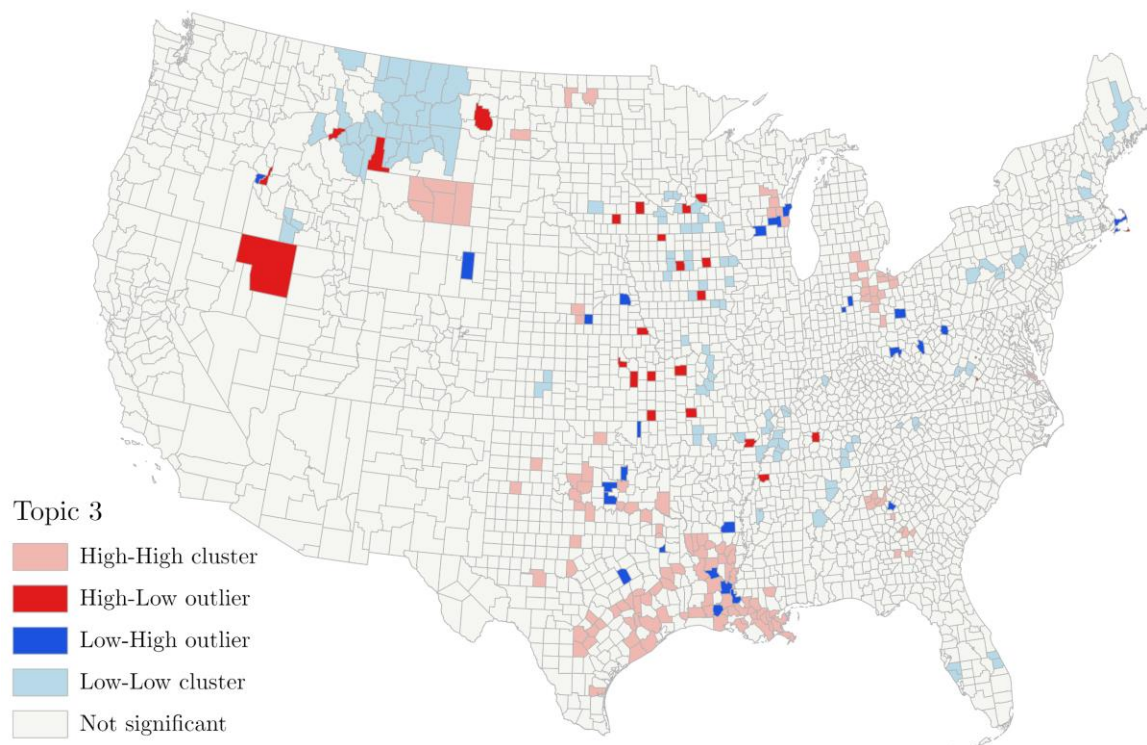 Topic 3
High-High cluster
High-Low outlier
Low-High outlier
Low-Low cluster
Not significant